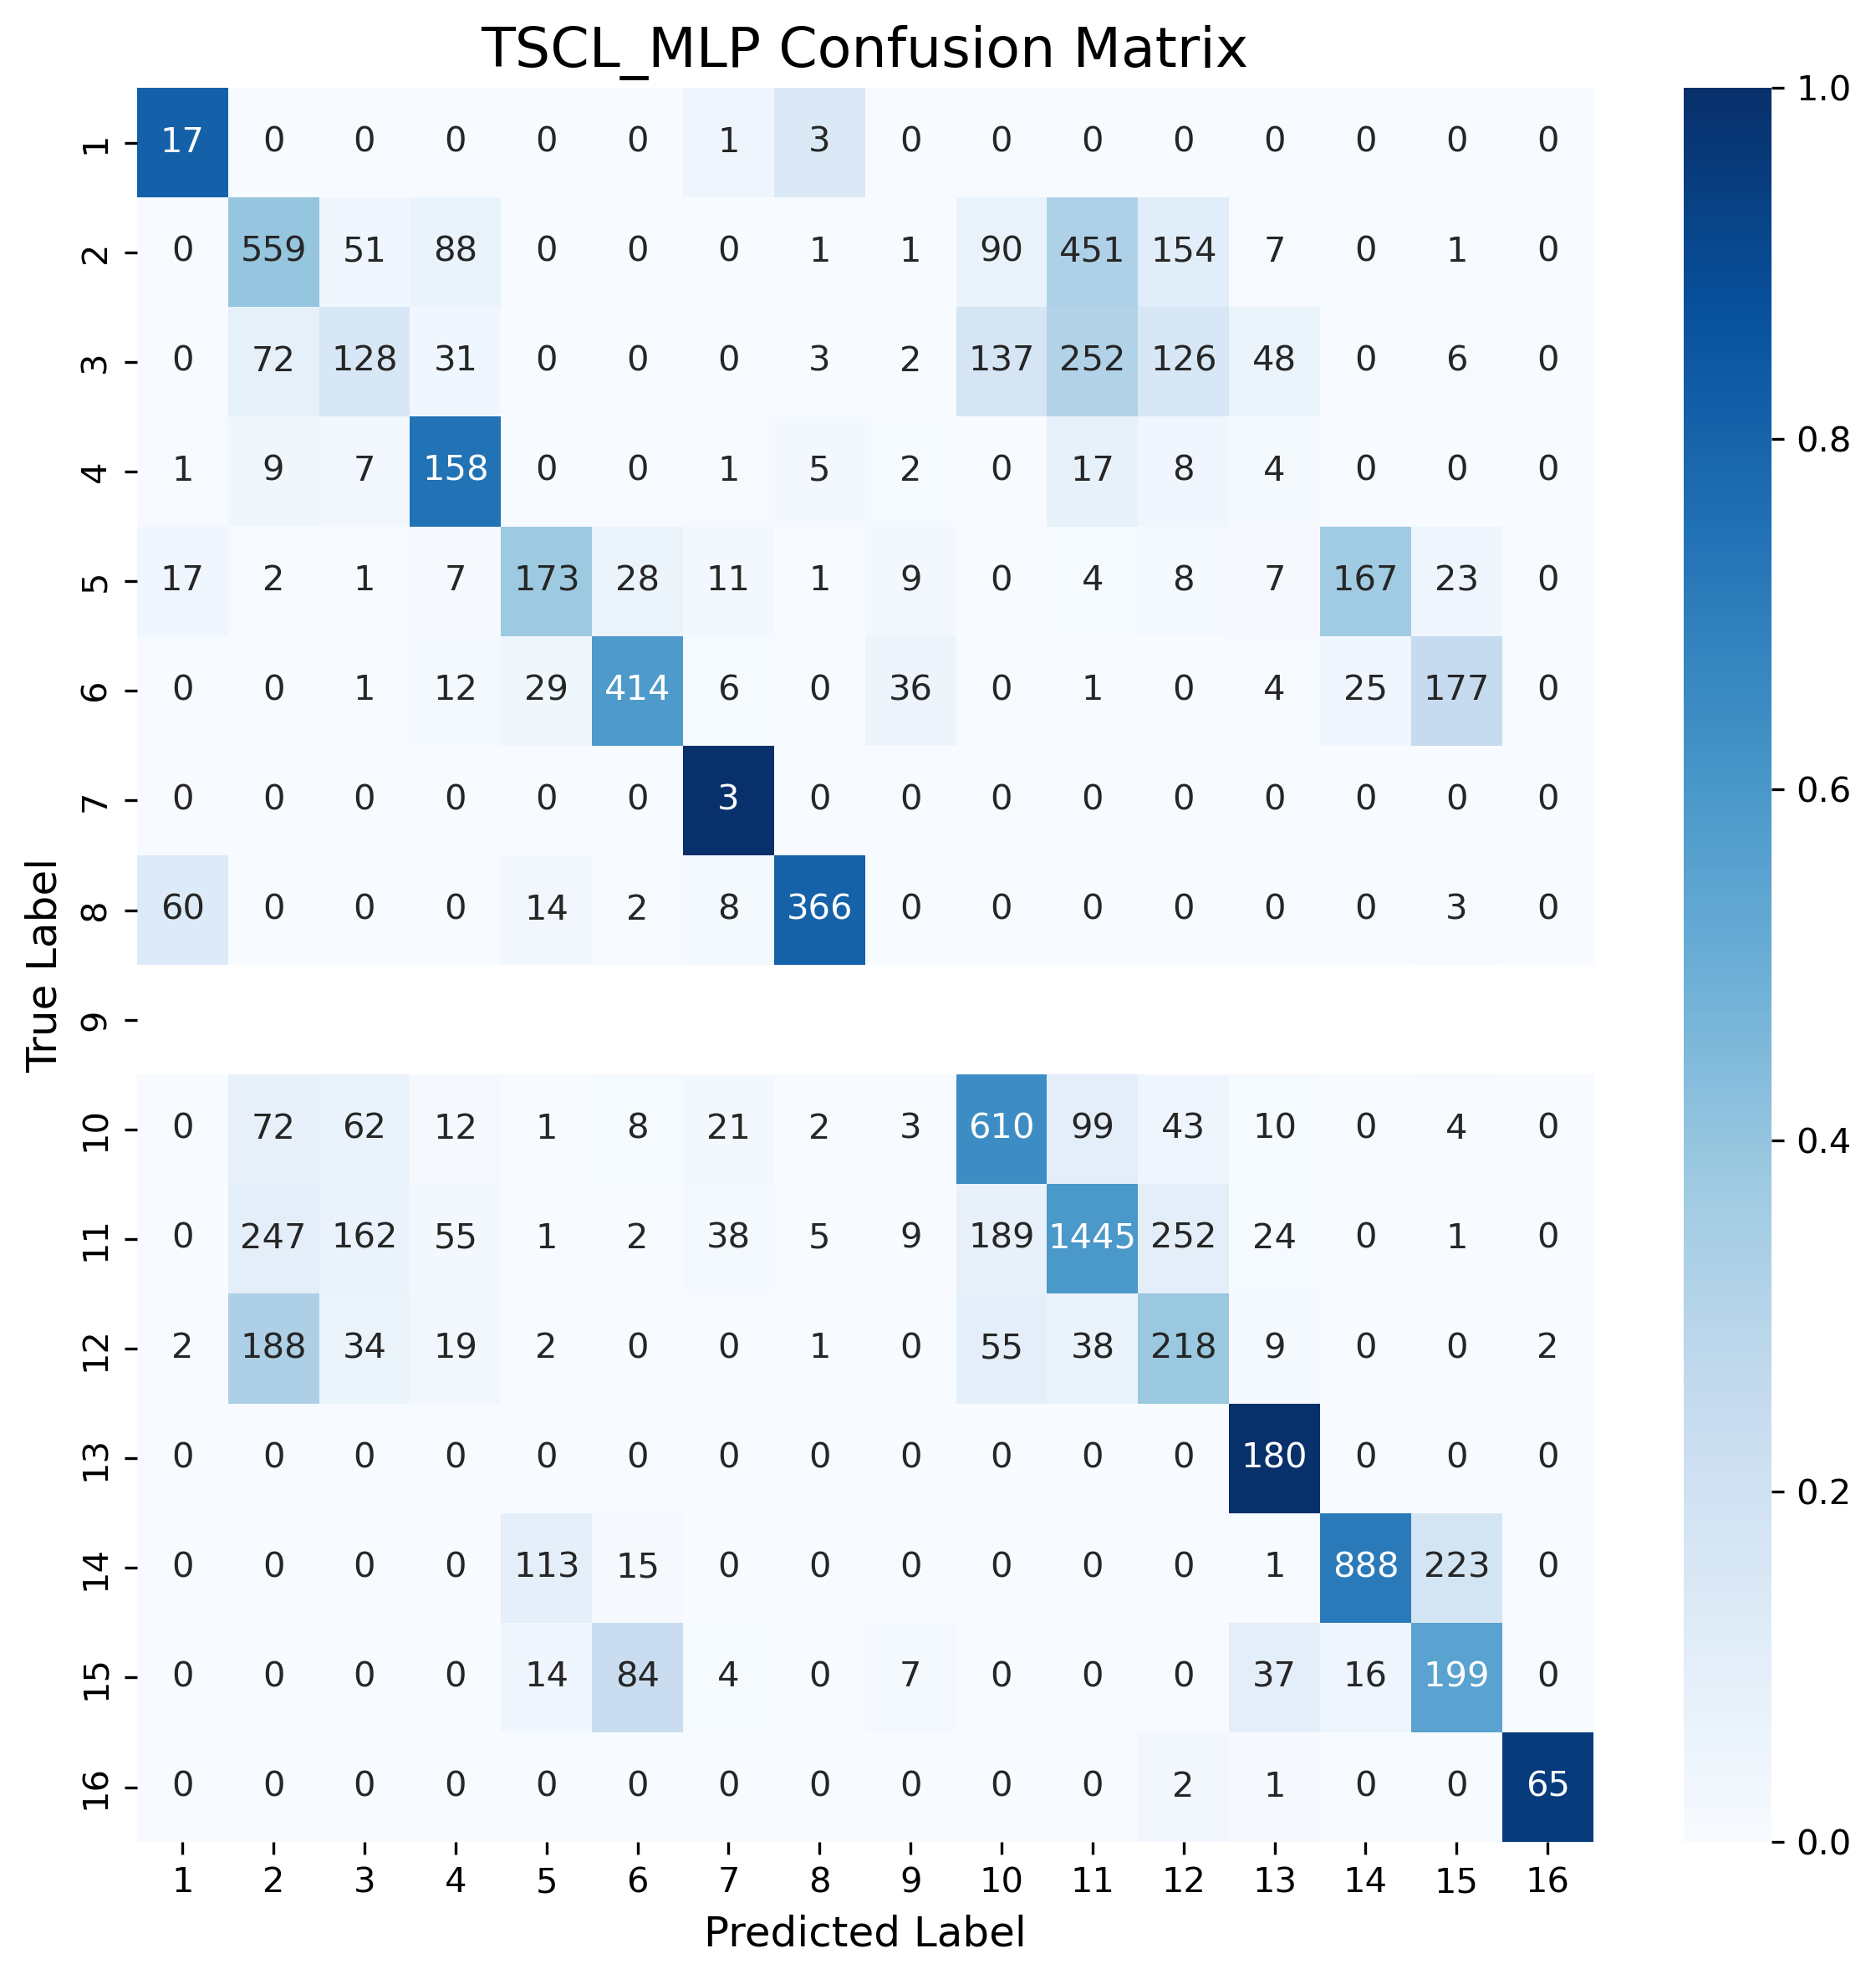 TSCL_MLP Confusion Matrix
1 17 0 0 0 0 0 1 3 0 0 0 0 0 0 0 0
2 0 559 51 88 0 0 0 1 1 90 451 154 7 0 1 0
3 0 72 128 31 0 0 0 3 2 137 252 126 48 0 6 0
4 1 9 7 158 0 0 1 5 2 0 17 8 4 0 0 0
5 17 2 1 7 173 28 11 1 9 0 4 8 7 167 23 0
6 0 0 1 12 29 414 6 0 36 0 1 0 4 25 177 0
7 0 0 0 0 0 0 3 0 0 0 0 0 0 0 0 0
8 60 0 0 0 14 2 8 366 0 0 0 0 0 0 3 0
9
10 0 72 62 12 1 8 21 2 3 610 99 43 10 0 4 0
11 0 247 162 55 1 2 38 5 9 189 1445 252 24 0 1 0
12 2 188 34 19 2 0 0 1 0 55 38 218 9 0 0 2
13 0 0 0 0 0 0 0 0 0 0 0 0 180 0 0 0
14 0 0 0 0 113 15 0 0 0 0 0 0 1 888 223 0
15 0 0 0 0 14 84 4 0 7 0 0 0 37 16 199 0
16 0 0 0 0 0 0 0 0 0 0 0 2 1 0 0 65
1 2 3 4 5 6 7 8 9 10 11 12 13 14 15 16
Predicted Label
True Label
1.0
0.8
0.6
0.4
0.2
0.0